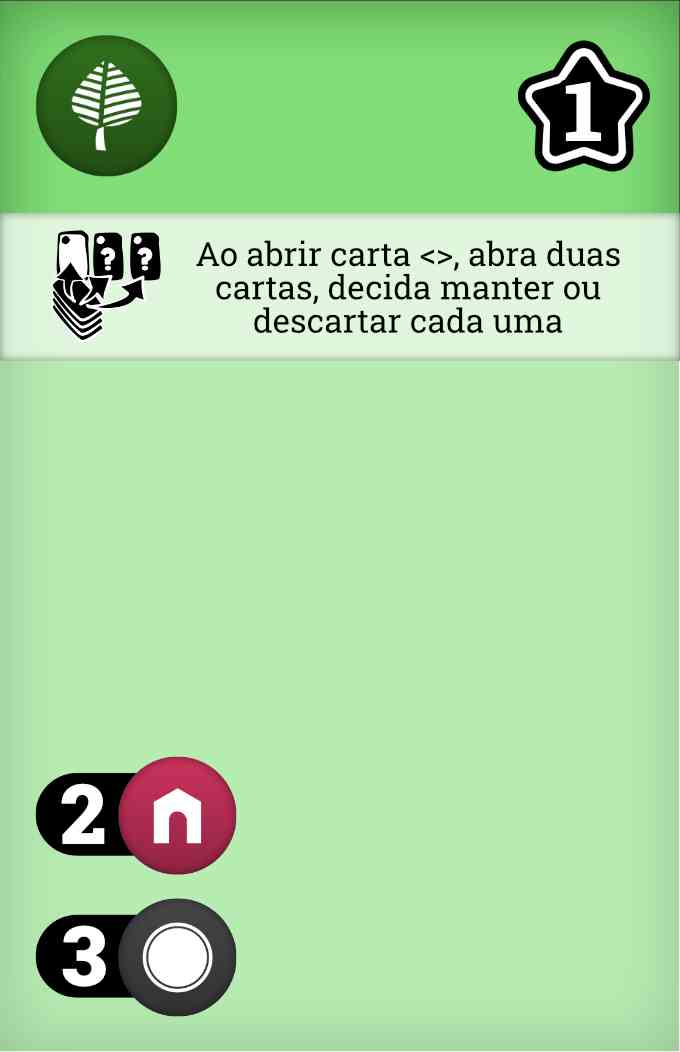 1
? ?
Ao abrir carta <>, abra duas
cartas, decida manter ou
descartar cada uma
2
3